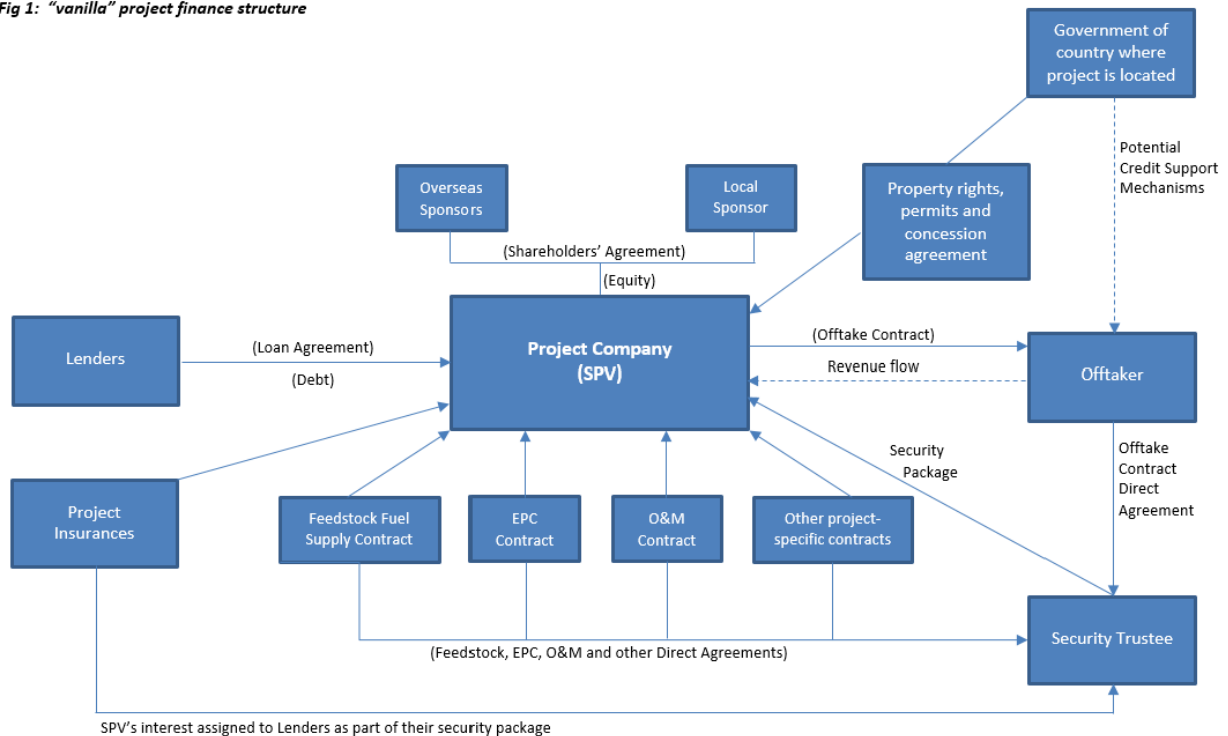 Fig 1: “vanilla” project finance structure
Government of
country where
project is located
Potential
Credit Support
Mechanisms
Overseas
Sponsors
Local
Sponsor
Property rights,
permits and
concession
agreement
(Shareholders’ Agreement)
(Equity)
Lenders
(Loan Agreement)
(Debt)
Project Company
(SPV)
(Offtake Contract)
Revenue flow
Offtaker
Security
Package
Offtake
Contract
Direct
Agreement
Project
Insurances
Feedstock Fuel
Supply Contract
EPC
Contract
O&M
Contract
Other project-
specific contracts
Security Trustee
(Feedstock, EPC, O&M and other Direct Agreements)
SPV’s interest assigned to Lenders as part of their security package